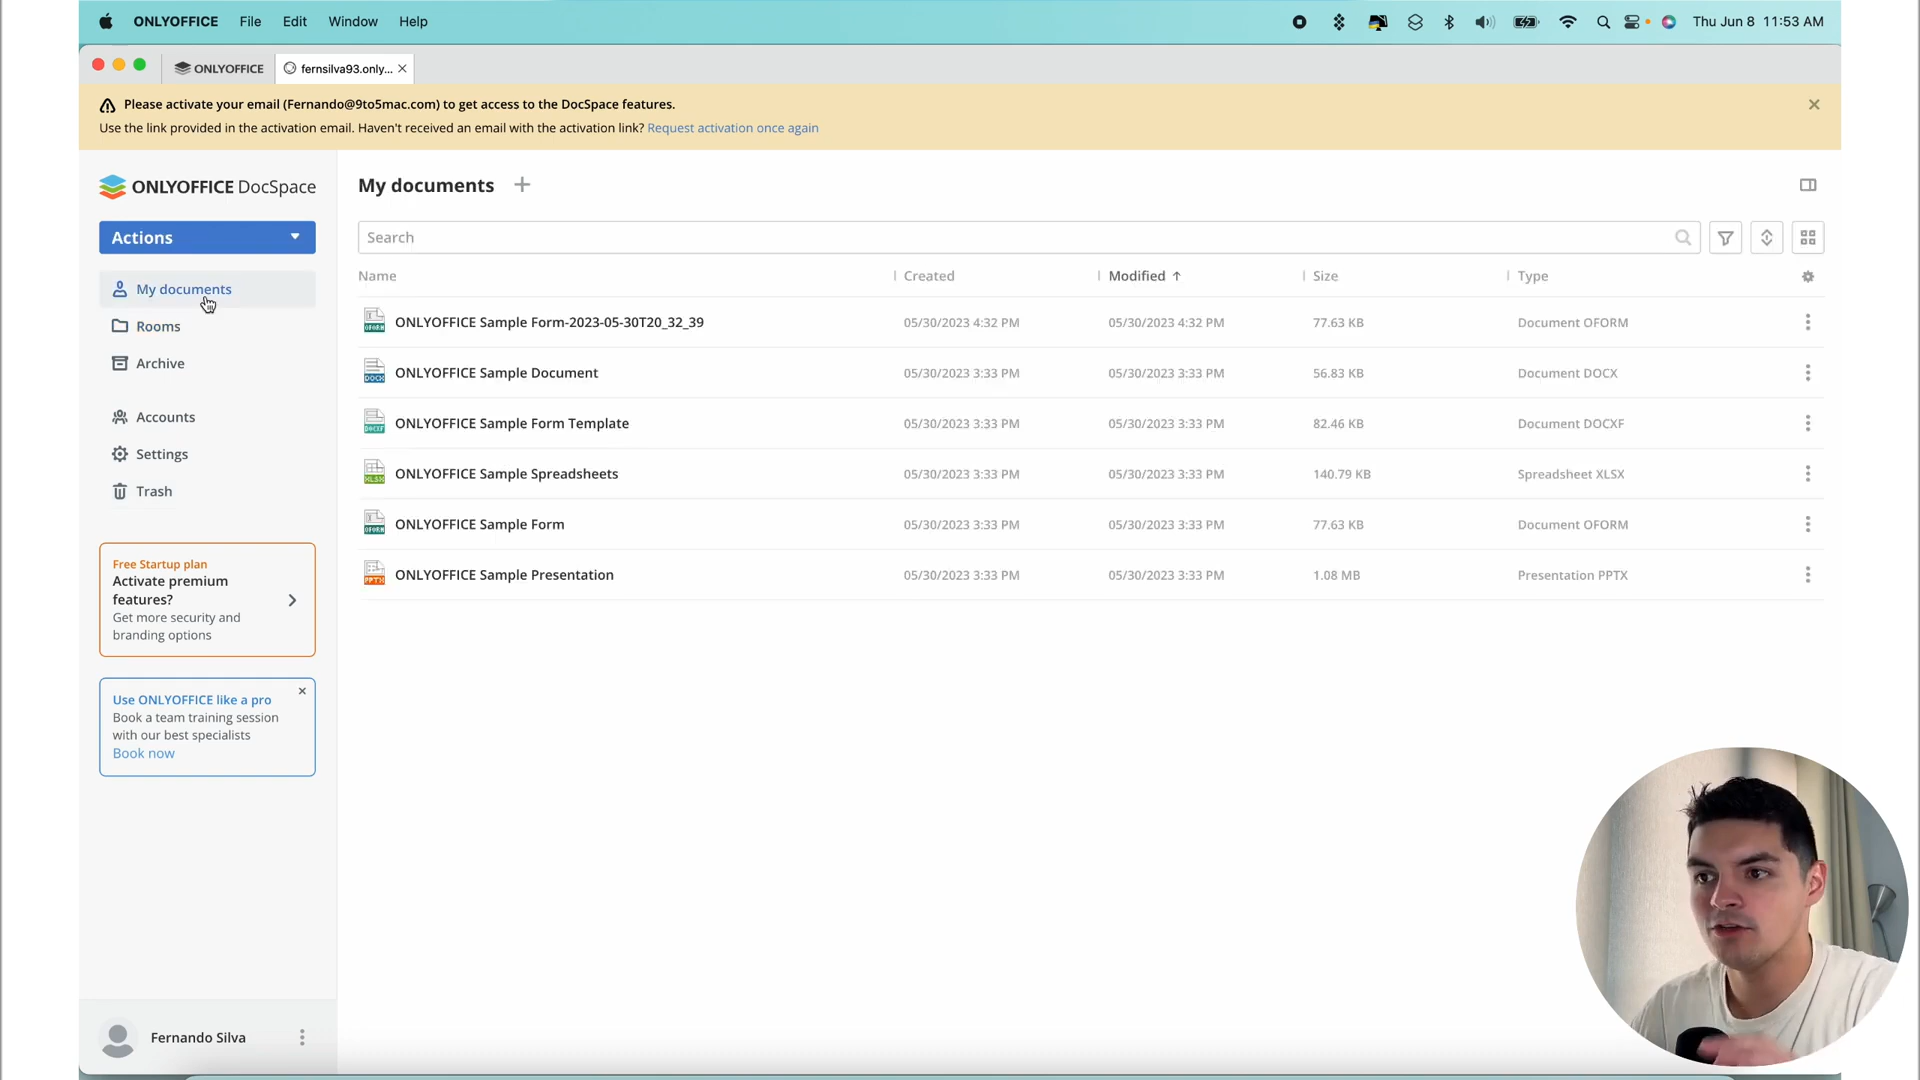 ONLYOFFICE File Edit Window Help Thu Jun 8 11:53 AM
ONLYOFFICE fernsilva93.only...
Please activate your email (Fernando@9to5mac.com) to get access to the DocSpace features.
Use the link provided in the activation email. Haven't received an email with the activation link? Request activation once again
ONLYOFFICE DocSpace
My documents
Actions
Search
Name Created Modified Size Type
My documents
Rooms
Archive
Accounts
Settings
Trash
OFORM ONLYOFFICE Sample Form-2023-05-30T20_32_39 05/30/2023 4:32 PM 05/30/2023 4:32 PM 77.63 KB Document OFORM
DOCX ONLYOFFICE Sample Document 05/30/2023 3:33 PM 05/30/2023 3:33 PM 56.83 KB Document DOCX
DOCXF ONLYOFFICE Sample Form Template 05/30/2023 3:33 PM 05/30/2023 3:33 PM 82.46 KB Document DOCXF
XLSX ONLYOFFICE Sample Spreadsheets 05/30/2023 3:33 PM 05/30/2023 3:33 PM 140.79 KB Spreadsheet XLSX
OFORM ONLYOFFICE Sample Form 05/30/2023 3:33 PM 05/30/2023 3:33 PM 77.63 KB Document OFORM
PPTX ONLYOFFICE Sample Presentation 05/30/2023 3:33 PM 05/30/2023 3:33 PM 1.08 MB Presentation PPTX
Free Startup plan
Activate premium
features?
Get more security and
branding options
Use ONLYOFFICE like a pro
Book a team training session
with our best specialists
Book now
Fernando Silva